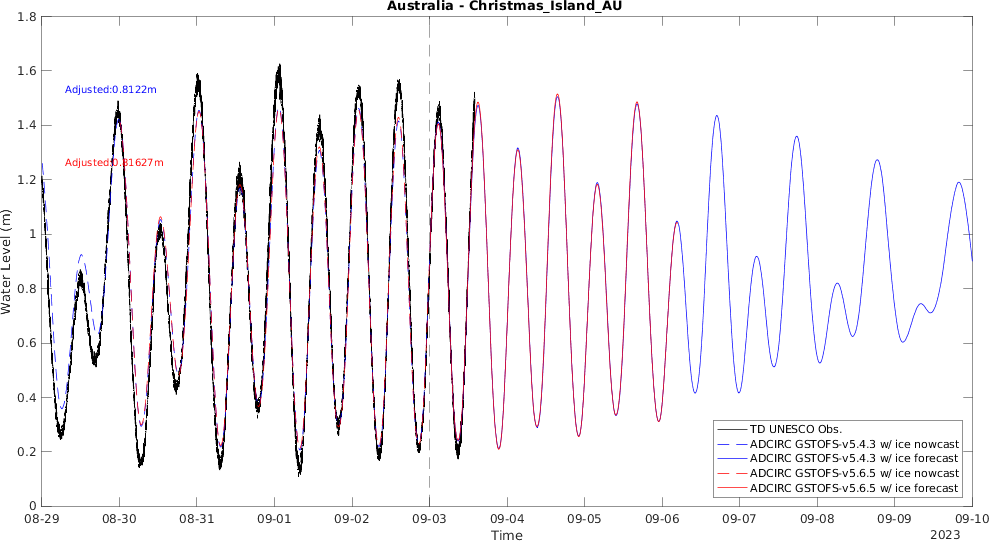 Australia - Christmas_Island_AU
Water Level (m)
1.8
1.6
1.4
1.2
1
0.8
0.6
0.4
0.2
0
Adjusted:0.8122m
Adjusted:0.81627m
TD UNESCO Obs.
ADCIRC GSTOFS-v5.4.3 w/ ice nowcast
ADCIRC GSTOFS-v5.4.3 w/ ice forecast
ADCIRC GSTOFS-v5.6.5 w/ ice nowcast
ADCIRC GSTOFS-v5.6.5 w/ ice forecast
08-29 08-30 08-31 09-01 09-02 09-03 09-04 09-05 09-06 09-07 09-08 09-09 09-10
Time
2023